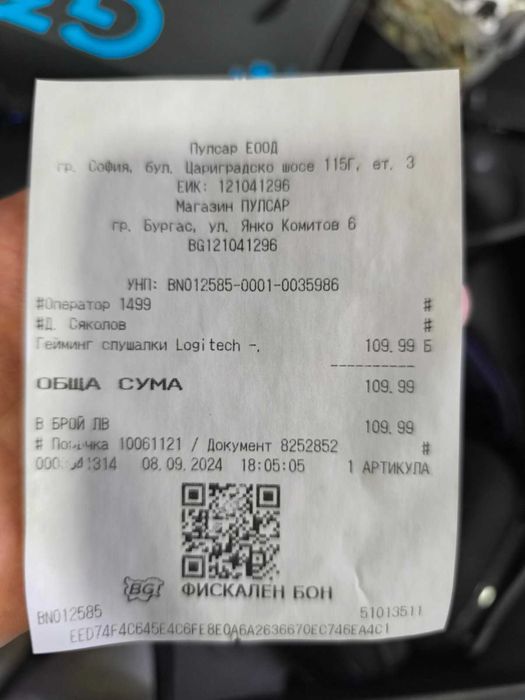 Пулсар ЕООД
гр. София, бул. Цариградско шосе 115Г, ет. 3
ЕИК: 121041296
Магазин ПУЛСАР
гр. Бургас, ул. Янко Комитов 6
BG121041296
УНП: BN012585-0001-0035986
#Оператор 1499 #
#Д. Сяколов #
Гейминг слушалки Logitech -. 109.99 Б
ОБЩА СУМА 109.99
В БРОЙ ЛВ 109.99
# 10061121 / Документ 8252852 #
08.09.2024 18:05:05 1 АРТИКУЛА
BG
ФИСКАЛЕН БОН
BN012585 51013511
EED74F4C645E4C6FE8E0A6A2636670EC746EA4C1